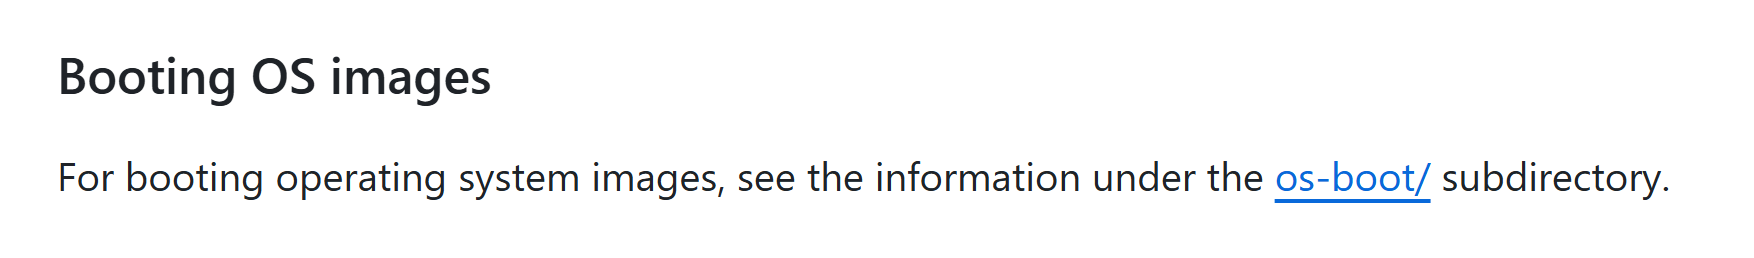 Booting OS images
For booting operating system images, see the information under the os-boot/ subdirectory.